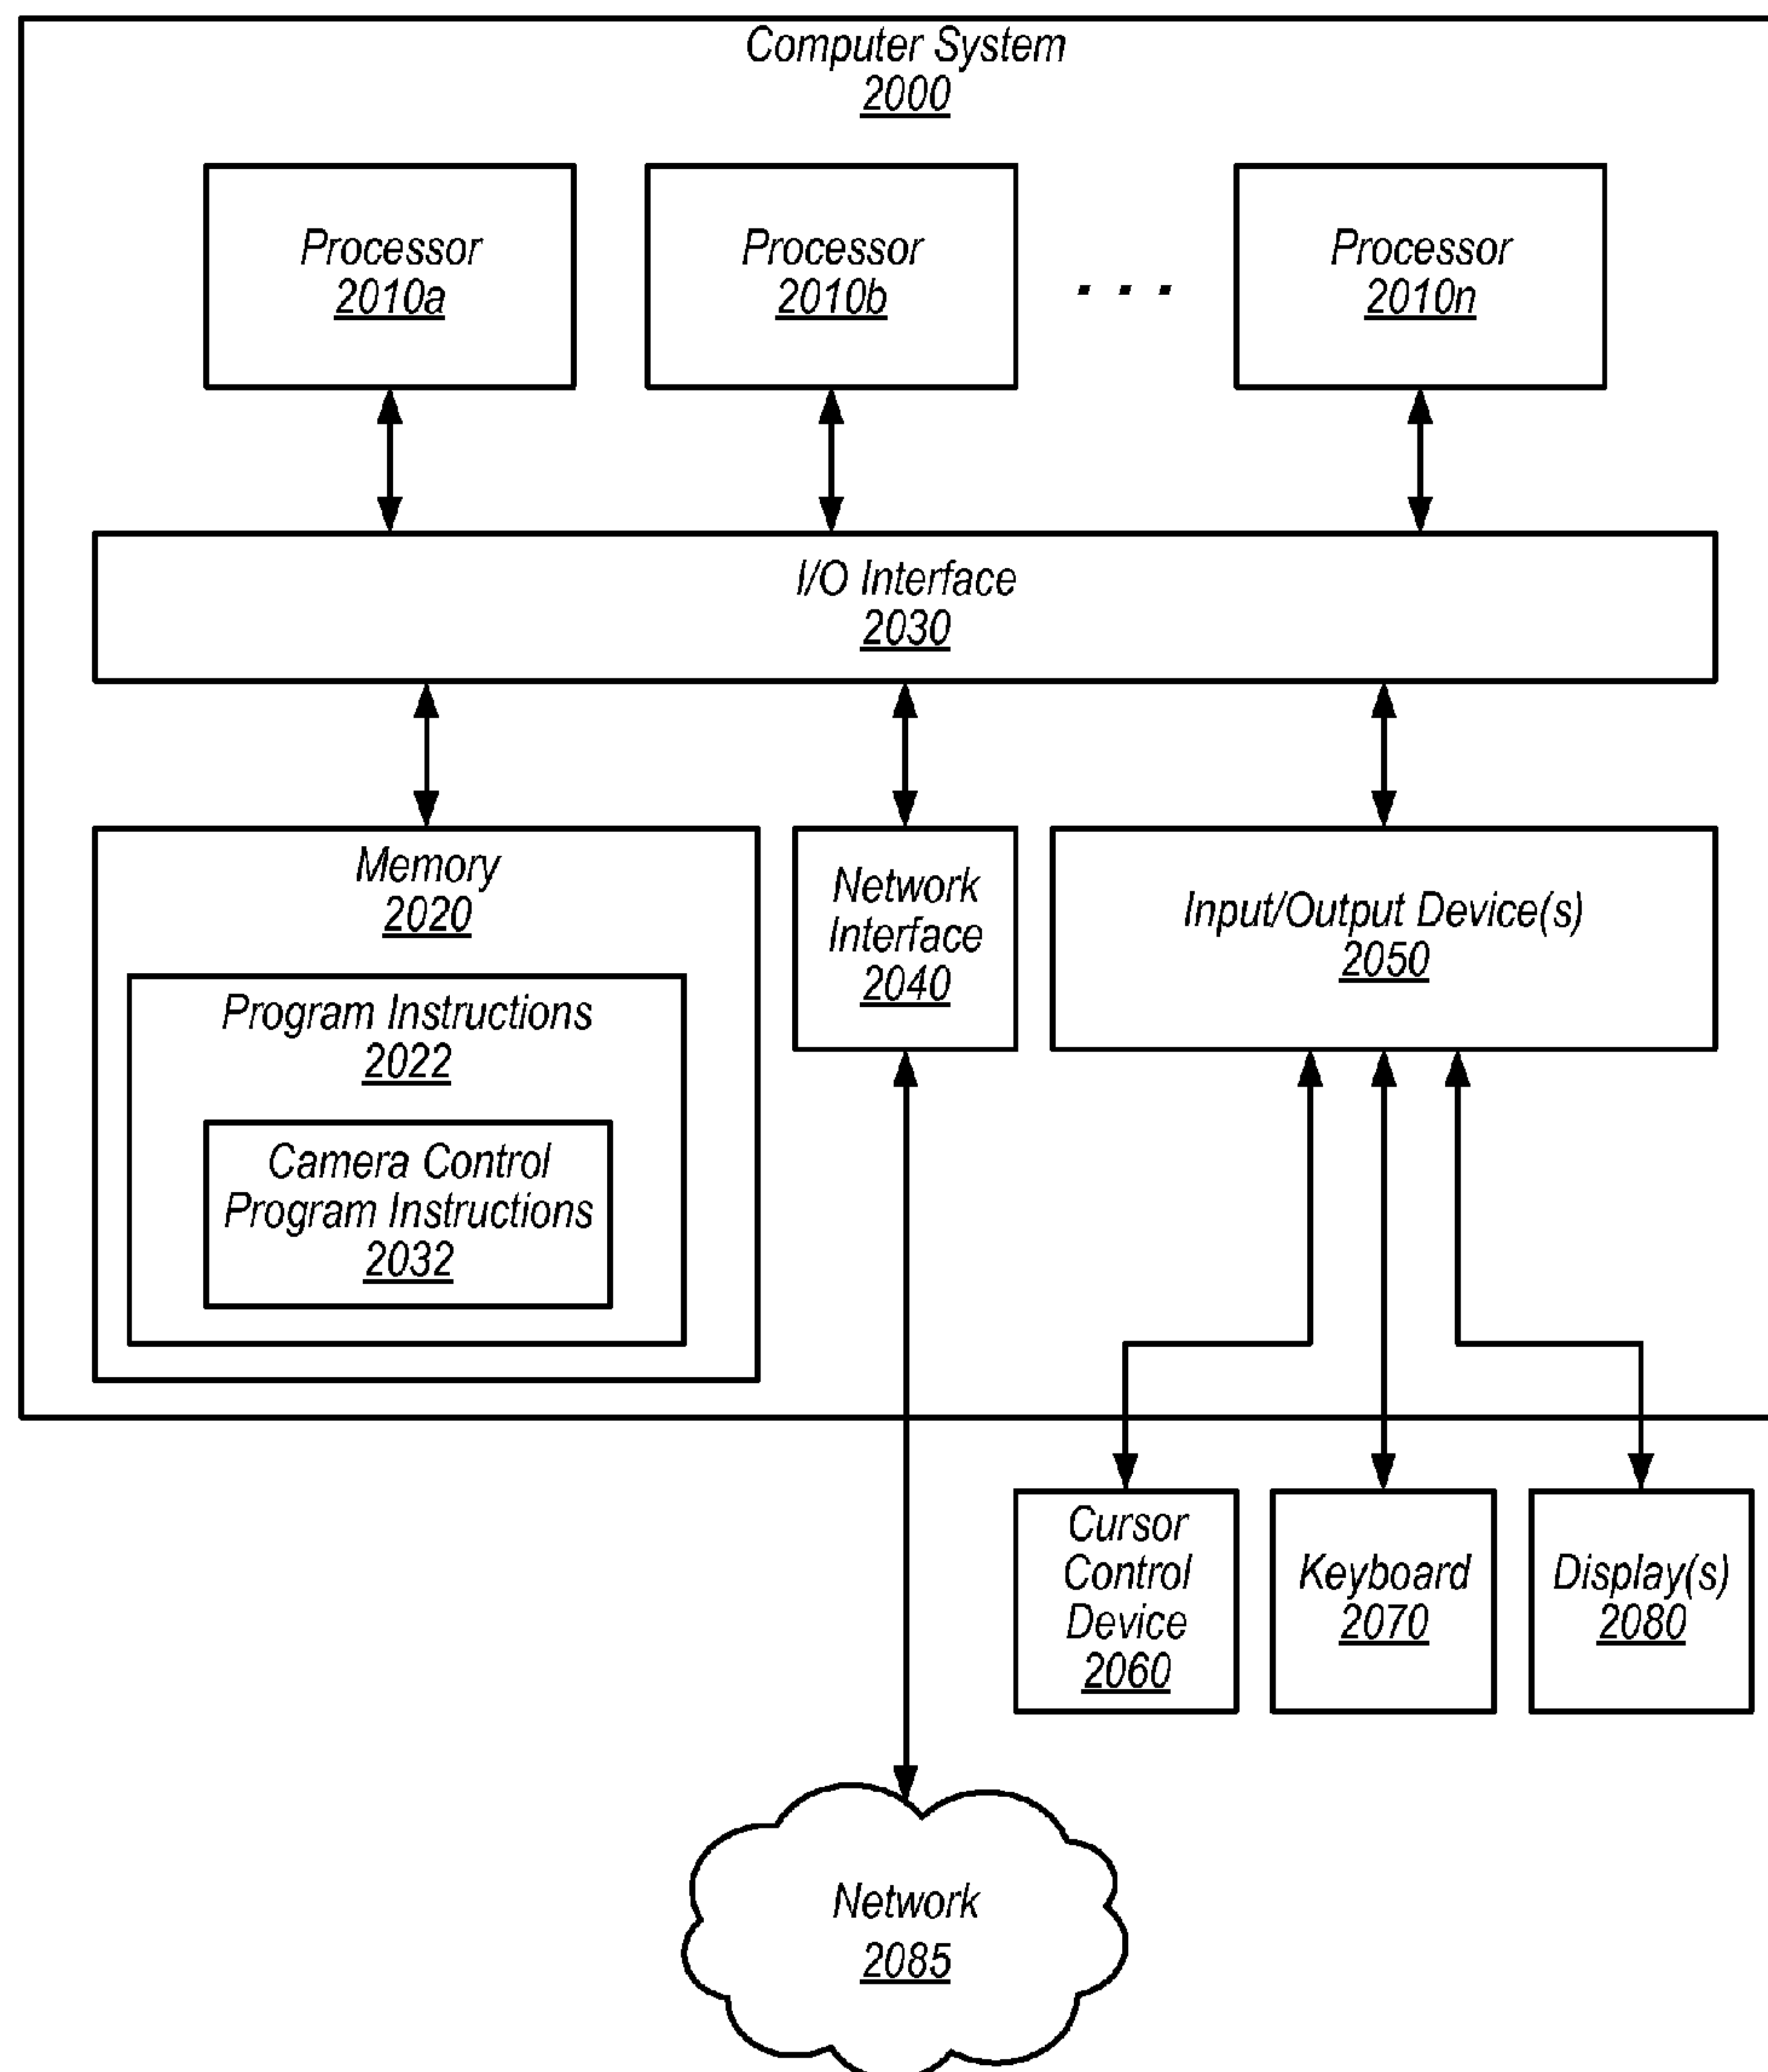 Computer System
2000
Processor
2010a
Processor
2010b
. . .
Processor
2010n
I/O Interface
2030
Memory
2020
Program Instructions
2022
Camera Control
Program Instructions
2032
Network
Interface
2040
Input/Output Device(s)
2050
Cursor
Control
Device
2060
Keyboard
2070
Display(s)
2080
Network
2085